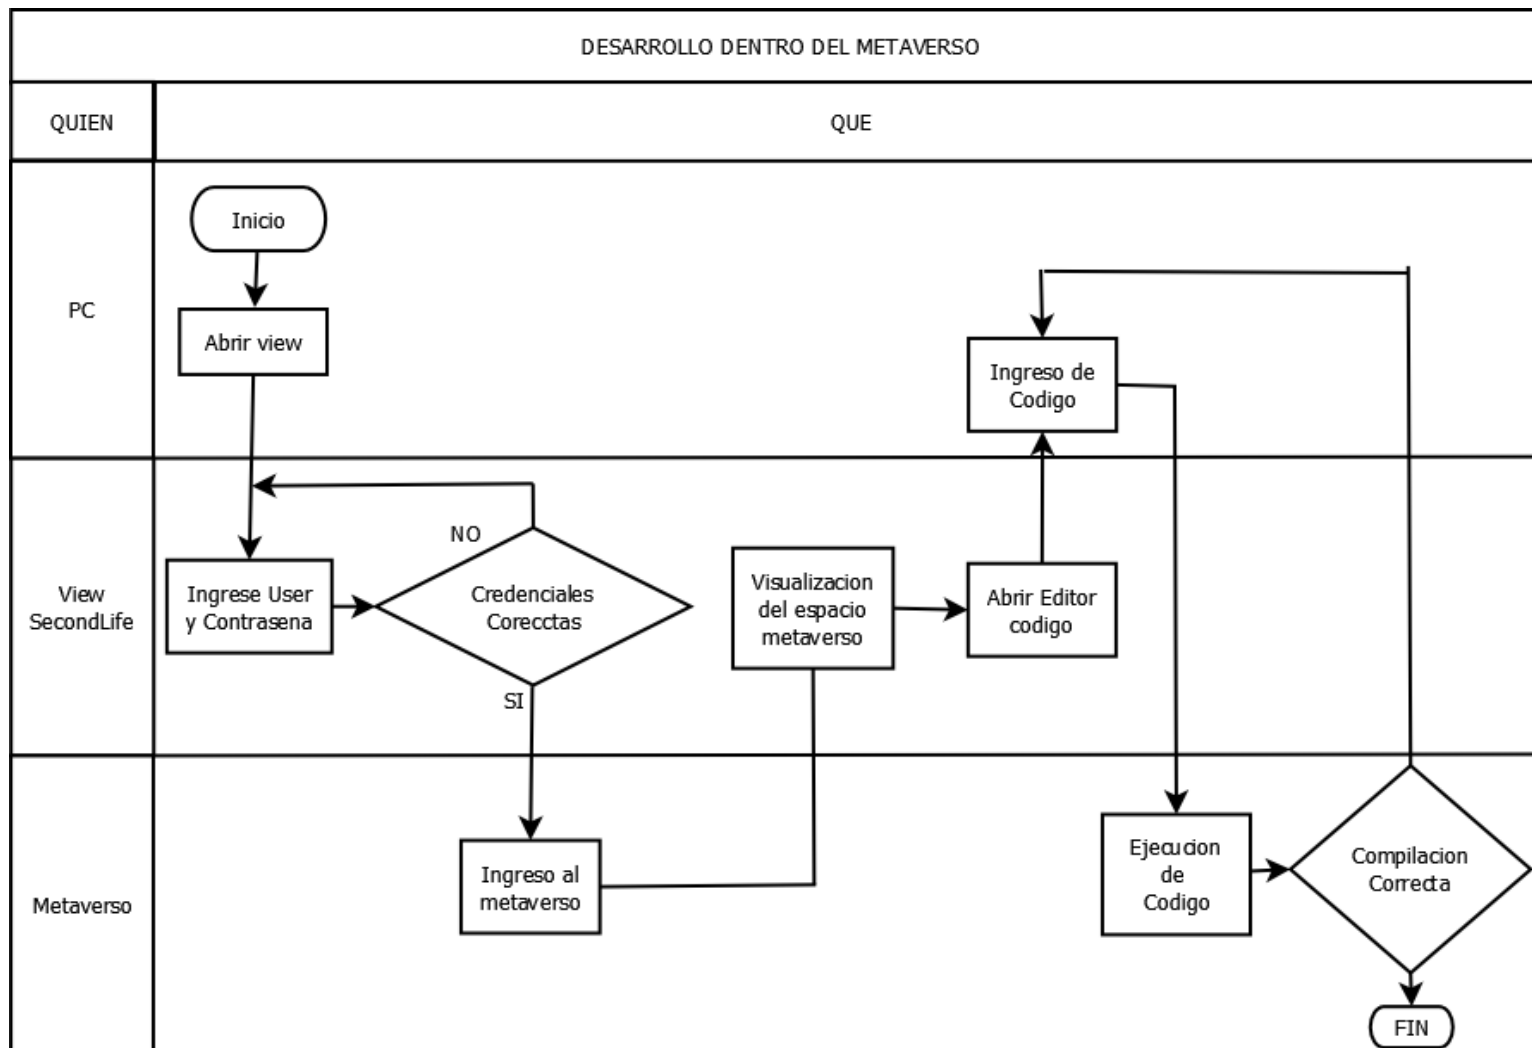 DESARROLLO DENTRO DEL METAVERSO
QUIEN
QUE
PC
Inicio
Abrir view
Ingreso de
Codigo
View
SecondLife
Ingrese User
y Contrasena
NO
Credenciales
Corecctas
SI
Visualizacion
del espacio
metaverso
Abrir Editor
codigo
Metaverso
Ingreso al
metaverso
Ejecucion
de
Codigo
Compilacion
Correcta
FIN